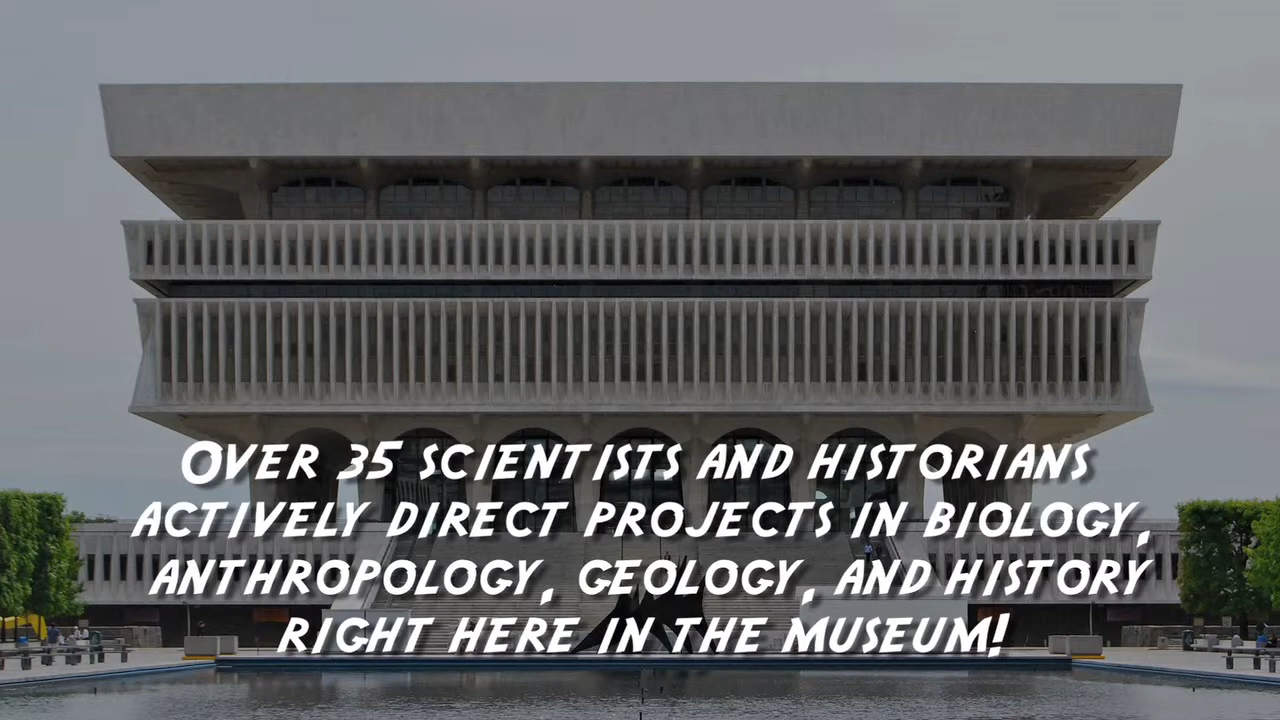 Over 35 scientists and historians
actively direct projects in biology,
anthropology, geology, and history
right here in the museum!